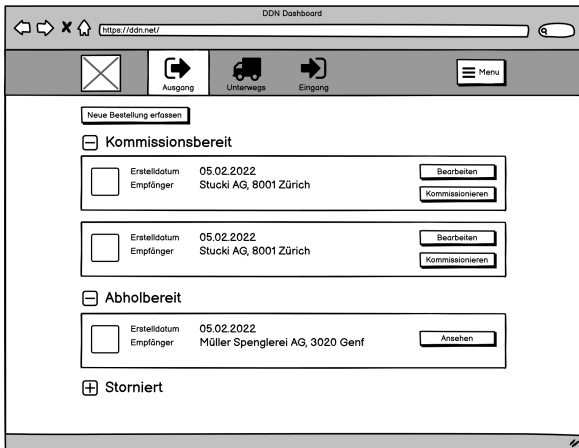 DDN Dashboard
https://ddn.net/
Ausgang
Unterwegs
Eingang
Menu
Neue Bestellung erfassen
Kommissionsbereit
Erstelldatum 05.02.2022
Empfänger Stucki AG, 8001 Zürich
Bearbeiten
Kommissionieren
Erstelldatum 05.02.2022
Empfänger Stucki AG, 8001 Zürich
Bearbeiten
Kommissionieren
Abholbereit
Erstelldatum 05.02.2022
Empfänger Müller Spenglerei AG, 3020 Genf
Ansehen
Storniert